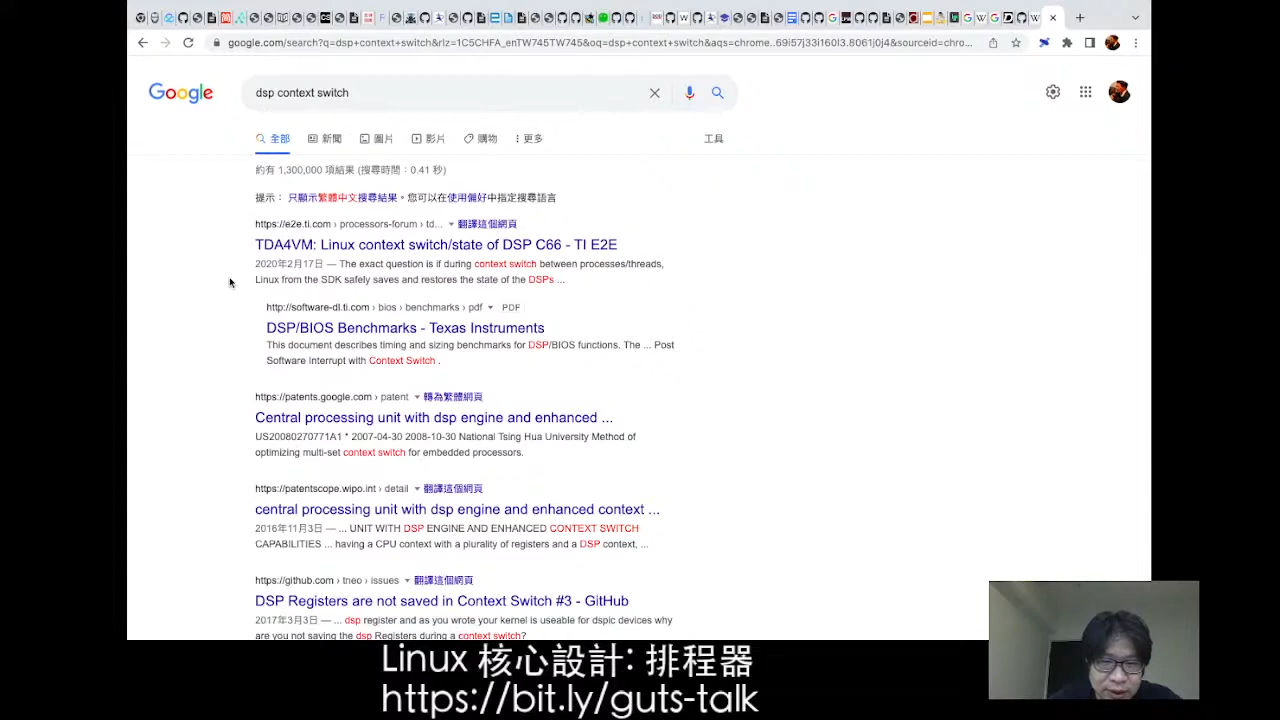 google.com/search?q=dsp+context+switch&rlz=1C5CHFA_enTW745TW745&oq=dsp+context+switch&aqs=chrome..69i57j33i160l3.8061j0j4&sourceid=chro...
Google
dsp context switch
全部 新聞 圖片 影片 購物 更多 工具
約有 1,300,000 項結果 (搜尋時間：0.41 秒)
提示： 只顯示繁體中文搜尋結果。您可以在使用偏好中指定搜尋語言
https://e2e.ti.com › processors-forum › td... 翻譯這個網頁
TDA4VM: Linux context switch/state of DSP C66 - TI E2E
2020年2月17日 — The exact question is if during context switch between processes/threads,
Linux from the SDK safely saves and restores the state of the DSPs ...
http://software-dl.ti.com › bios › benchmarks › pdf PDF
DSP/BIOS Benchmarks - Texas Instruments
This document describes timing and sizing benchmarks for DSP/BIOS functions. The ... Post
Software Interrupt with Context Switch .
https://patents.google.com › patent 轉為繁體網頁
Central processing unit with dsp engine and enhanced ...
US20080270771A1 * 2007-04-30 2008-10-30 National Tsing Hua University Method of
optimizing multi-set context switch for embedded processors.
https://patentscope.wipo.int › detail 翻譯這個網頁
central processing unit with dsp engine and enhanced context ...
2016年11月3日 — ... UNIT WITH DSP ENGINE AND ENHANCED CONTEXT SWITCH
CAPABILITIES ... having a CPU context with a plurality of registers and a DSP context, ...
https://github.com › tneo › issues 翻譯這個網頁
DSP Registers are not saved in Context Switch #3 - GitHub
2017年3月3日 — ... dsp register and as you wrote your kernel is useable for dspic devices why
are you not saving the dsp Registers during a context switch?
Linux 核心設計: 排程器
https://bit.ly/guts-talk